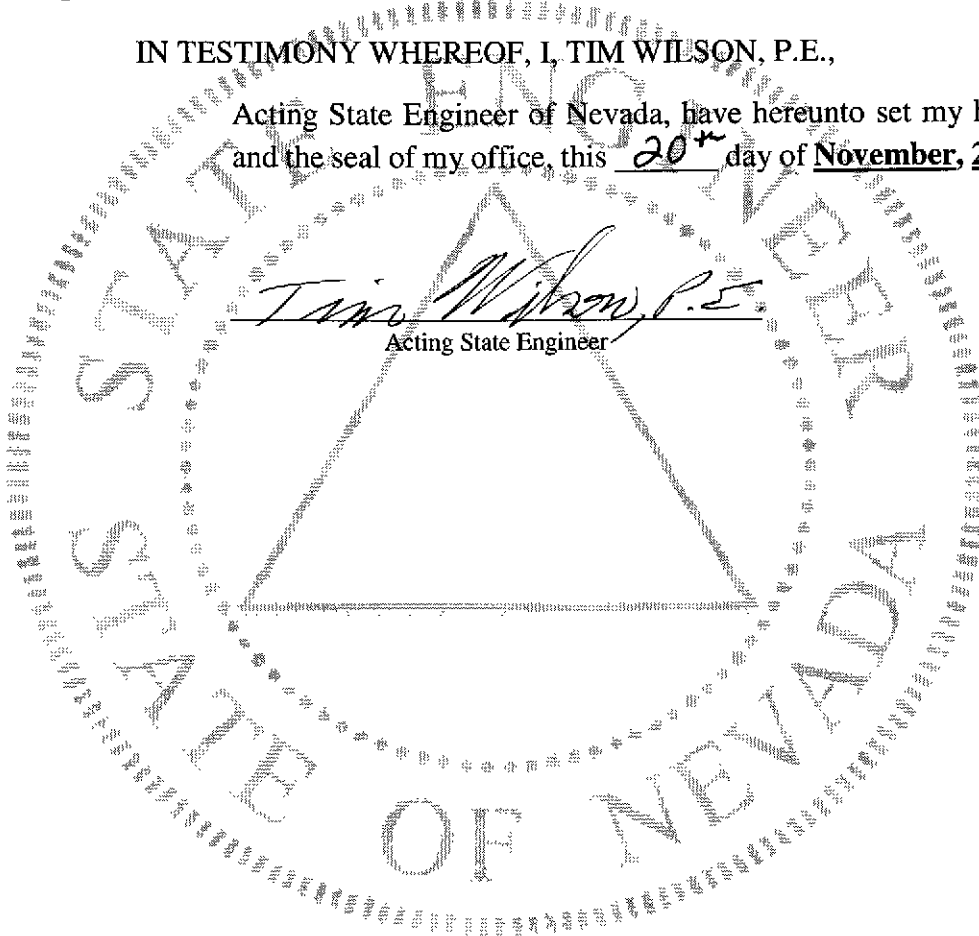 IN TESTIMONY WHEREOF, I, TIM WILSON, P.E.,
Acting State Engineer of Nevada, have hereunto set my
and the seal of my office, this 20th day of November,
Tim Wilson, P.E.
Acting State Engineer
STATE ENGINEER
STATE OF NEVADA